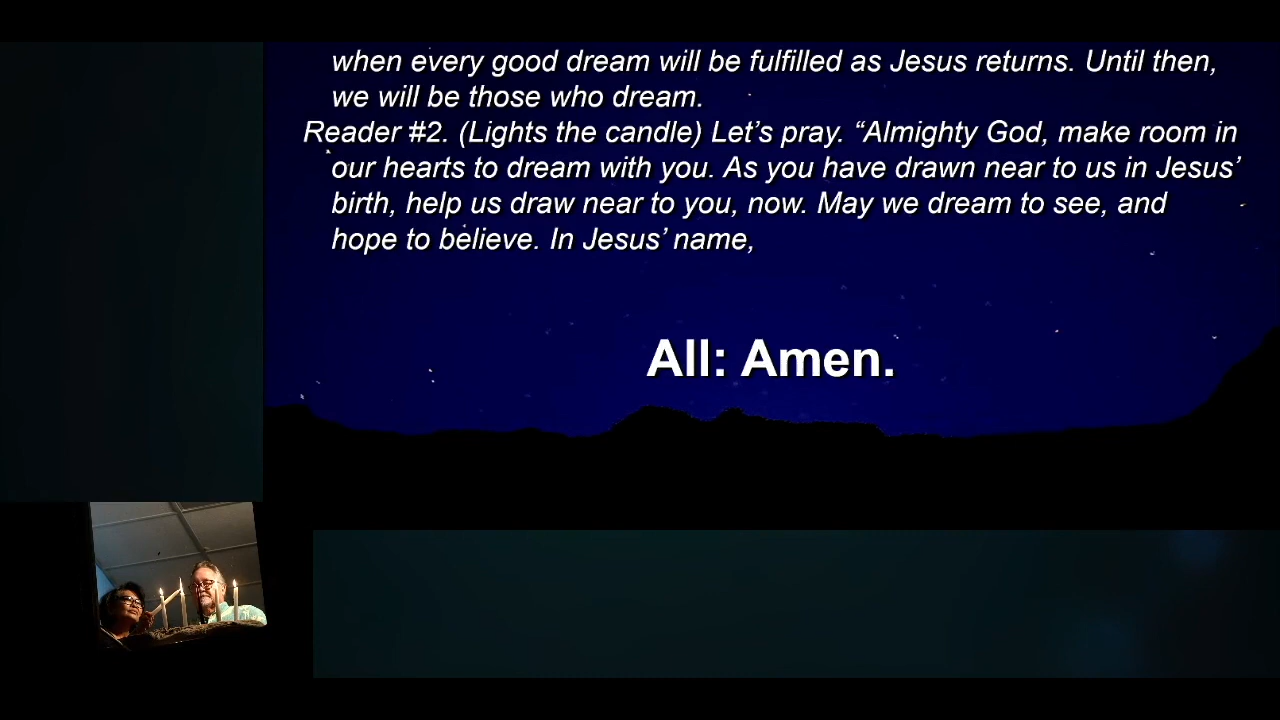 when every good dream will be fulfilled as Jesus returns. Until then,
we will be those who dream.
Reader #2. (Lights the candle) Let’s pray. “Almighty God, make room in
our hearts to dream with you. As you have drawn near to us in Jesus’
birth, help us draw near to you, now. May we dream to see, and
hope to believe. In Jesus’ name,
All: Amen.